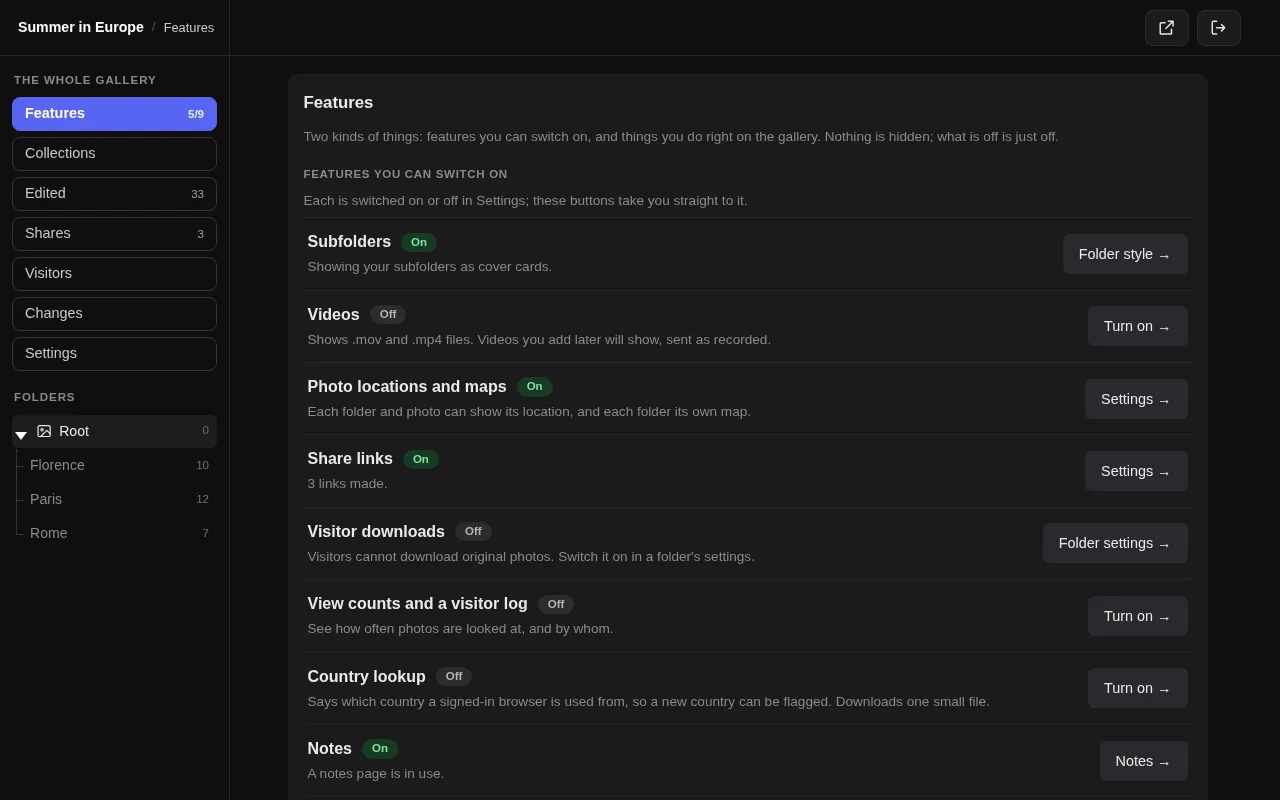 Summer in Europe / Features
THE WHOLE GALLERY
Features 5/9
Collections
Edited 33
Shares 3
Visitors
Changes
Settings
FOLDERS
Root 0
Florence 10
Paris 12
Rome 7
Features
Two kinds of things: features you can switch on, and things you do right on the gallery. Nothing is hidden; what is off is just off.
FEATURES YOU CAN SWITCH ON
Each is switched on or off in Settings; these buttons take you straight to it.
Subfolders On
Showing your subfolders as cover cards.
Folder style →
Videos Off
Shows .mov and .mp4 files. Videos you add later will show, sent as recorded.
Turn on →
Photo locations and maps On
Each folder and photo can show its location, and each folder its own map.
Settings →
Share links On
3 links made.
Settings →
Visitor downloads Off
Visitors cannot download original photos. Switch it on in a folder's settings.
Folder settings →
View counts and a visitor log Off
See how often photos are looked at, and by whom.
Turn on →
Country lookup Off
Says which country a signed-in browser is used from, so a new country can be flagged. Downloads one small file.
Turn on →
Notes On
A notes page is in use.
Notes →